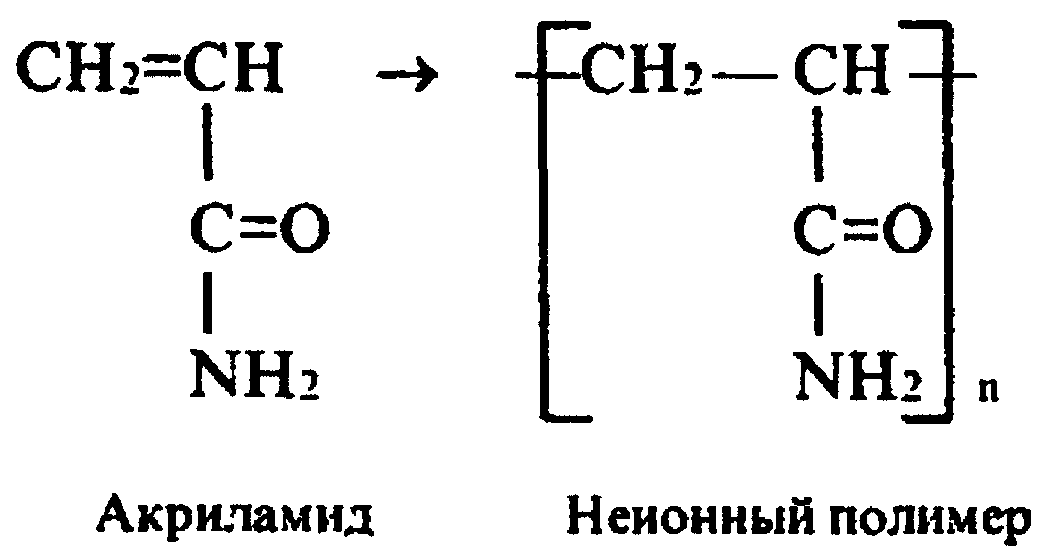 CH₂=CH → CH₂—CH
C=O C=O
NH₂ NH₂ n
Акриламид Неионный полимер